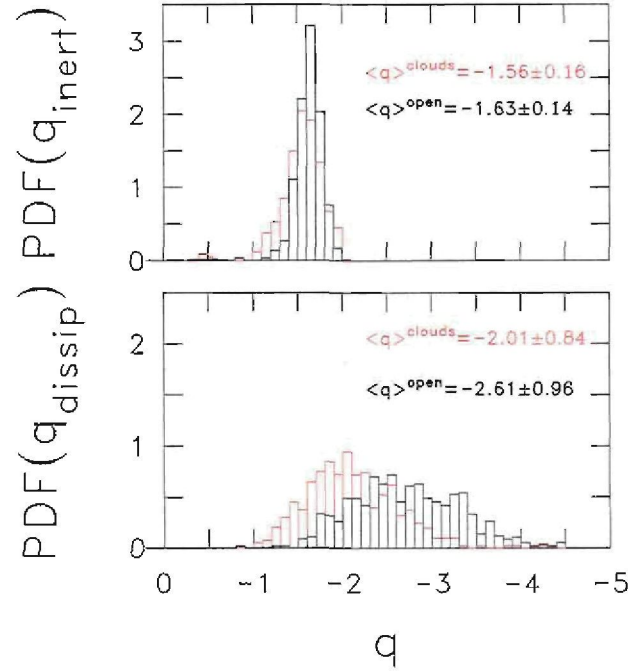 PDF(q_inert)
3
2
1
0
<q>^clouds=-1.56±0.16
<q>^open=-1.63±0.14
PDF(q_dissip)
2
1
0
<q>^clouds=-2.01±0.84
<q>^open=-2.61±0.96
0 -1 -2 -3 -4 -5
q